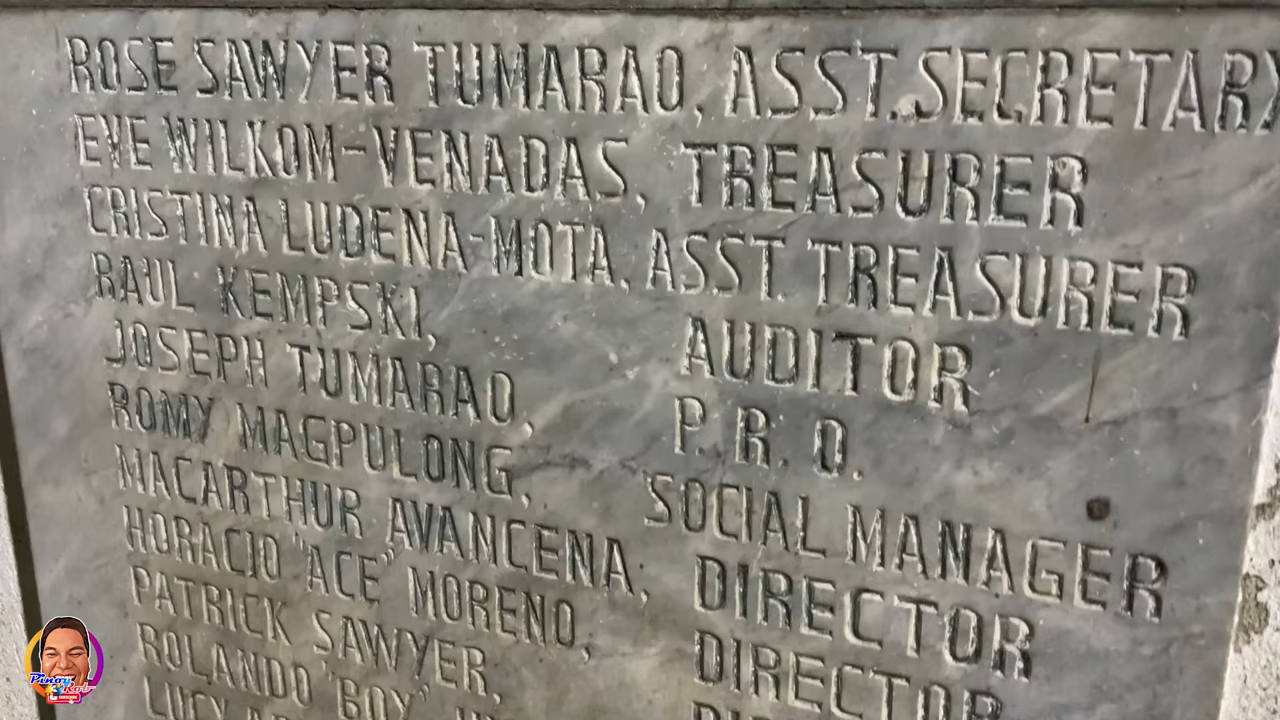 ROSE SAWYER TUMARAO, ASST. SECRETARY
EVE WILKOM-VENADAS, TREASURER
CRISTINA LUDENA-MOTA, ASST. TREASURER
RAUL KEMPSKI, AUDITOR
JOSEPH TUMARAO, P. R. O.
ROMY MAGPULONG, SOCIAL MANAGER
MACARTHUR AVANCENA, DIRECTOR
HORACIO "ACE" MORENO, DIRECTOR
PATRICK SAWYER,
ROLANDO "BOY"
LUCY
Pinoy